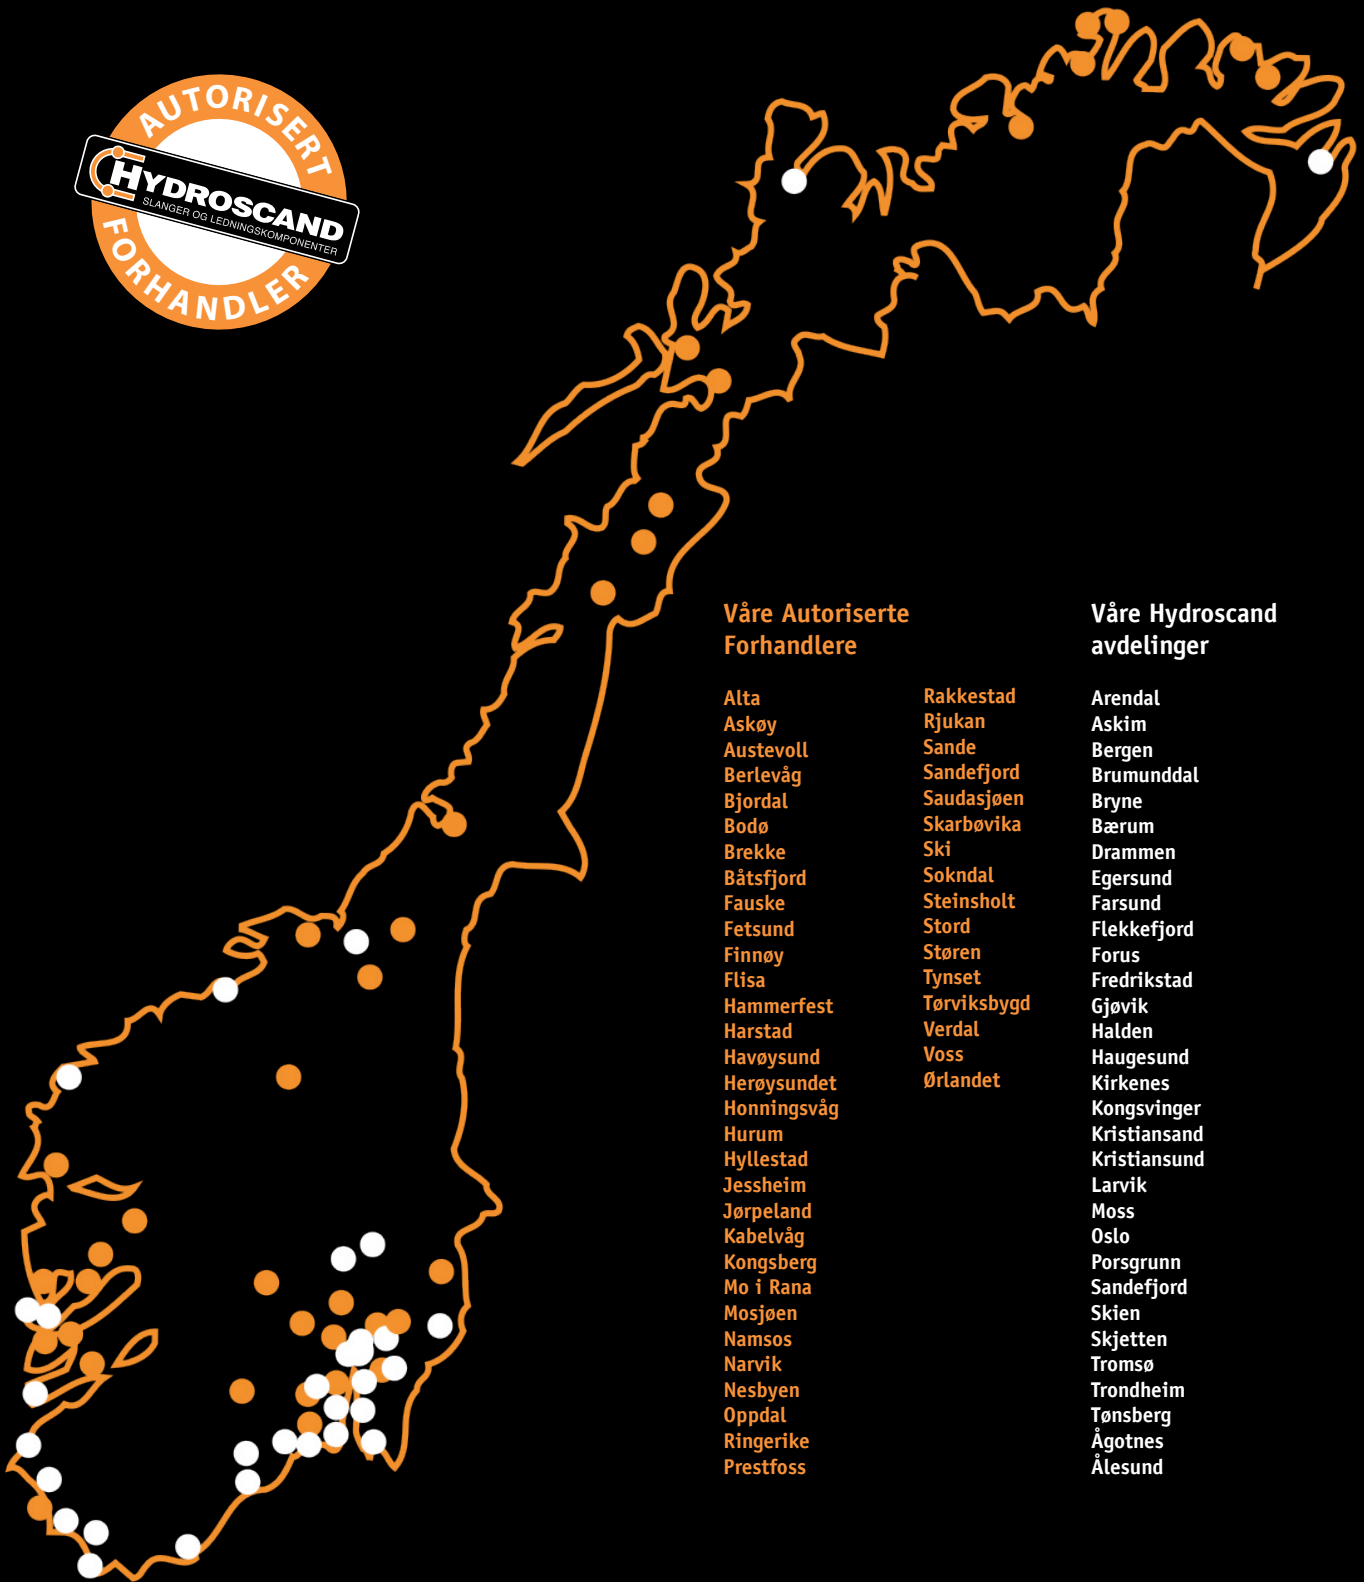 AUTORISERT
HYDROSCAND
SLANGER OG LEDNINGSKOMPONENTER
FORHANDLER
Våre Autoriserte
Forhandlere
Alta
Askøy
Austevoll
Berlevåg
Bjordal
Bodø
Brekke
Båtsfjord
Fauske
Fetsund
Finnøy
Flisa
Hammerfest
Harstad
Havøysund
Herøysundet
Honningsvåg
Hurum
Hyllestad
Jessheim
Jørpeland
Kabelvåg
Kongsberg
Mo i Rana
Mosjøen
Namsos
Narvik
Nesbyen
Oppdal
Ringerike
Prestfoss
Rakkestad
Rjukan
Sande
Sandefjord
Saudasjøen
Skarbøvika
Ski
Sokndal
Steinsholt
Stord
Støren
Tynset
Tørviksbygd
Verdal
Voss
Ørlandet
Våre Hydroscand
avdelinger
Arendal
Askim
Bergen
Brumunddal
Bryne
Bærum
Drammen
Egersund
Farsund
Flekkefjord
Forus
Fredrikstad
Gjøvik
Halden
Haugesund
Kirkenes
Kongsvinger
Kristiansand
Kristiansund
Larvik
Moss
Oslo
Porsgrunn
Sandefjord
Skien
Skjetten
Tromsø
Trondheim
Tønsberg
Ågotnes
Ålesund